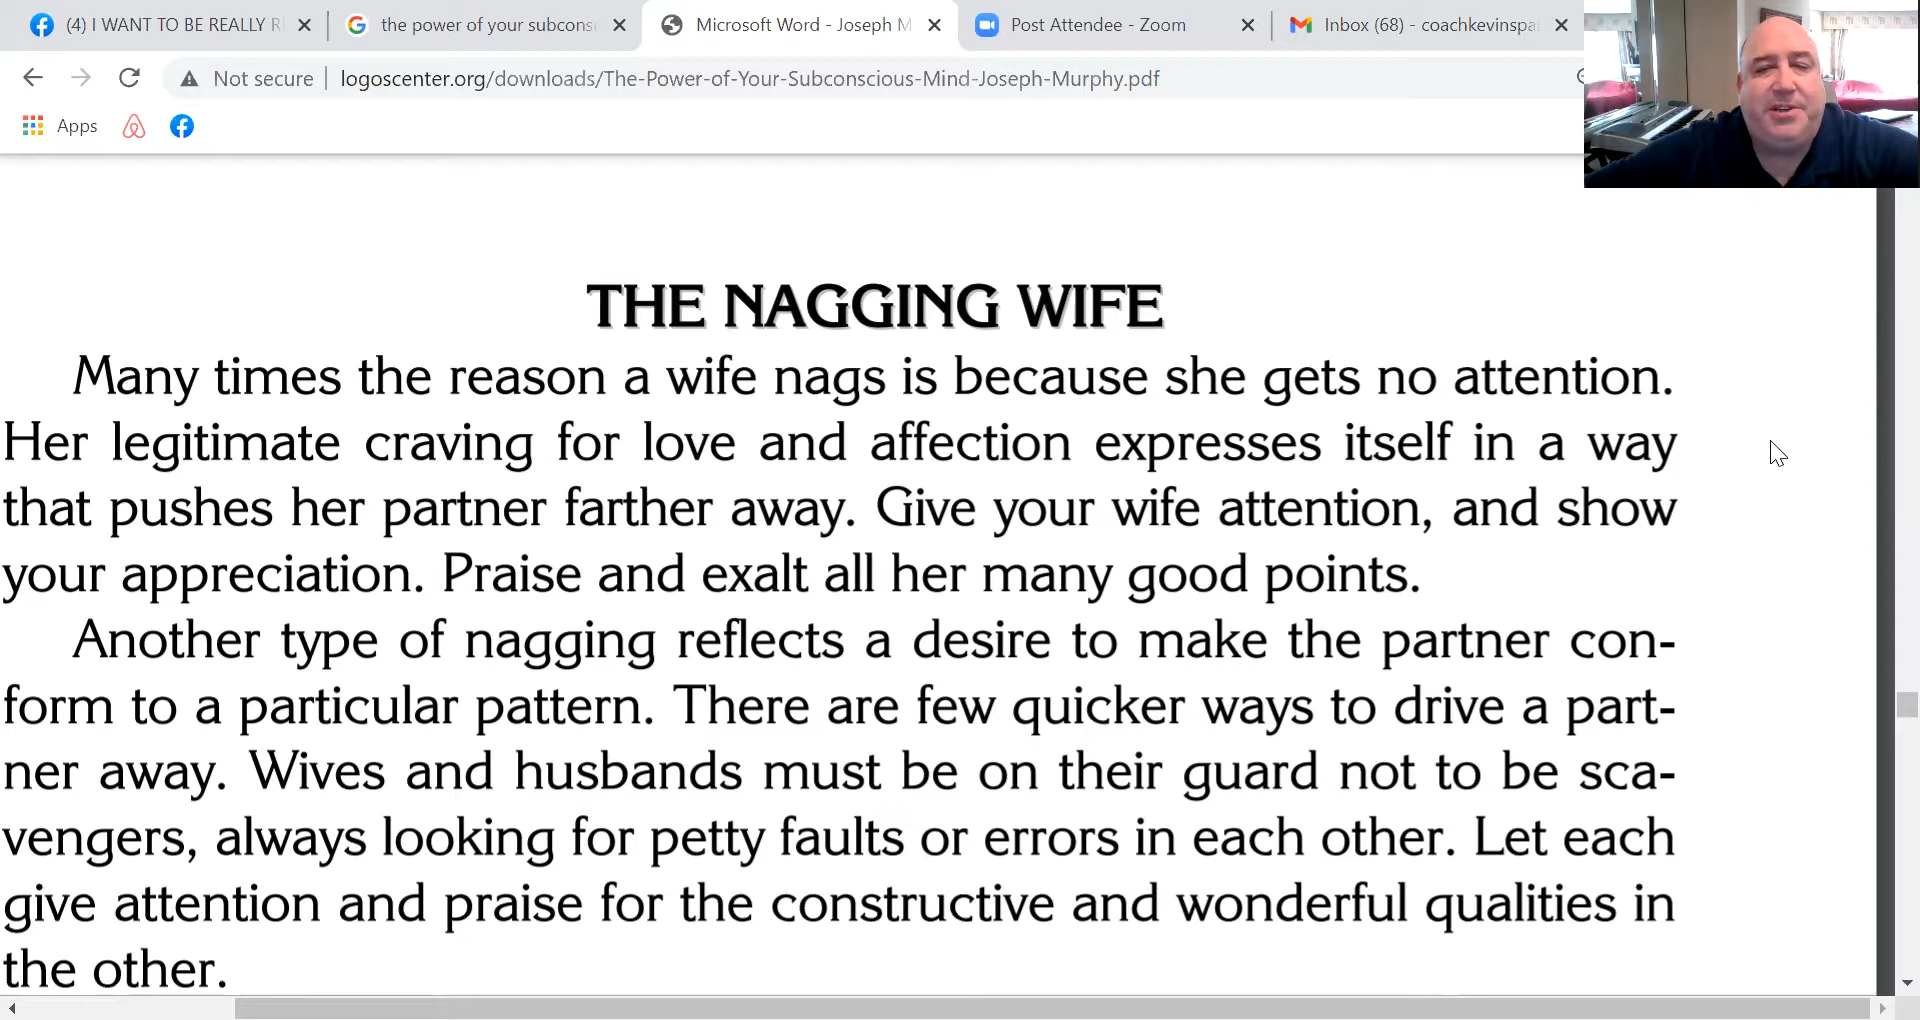 (4) I WANT TO BE REALLY R
the power of your subcons
Microsoft Word - Joseph M
Post Attendee - Zoom
Inbox (68) - coachkevinspa
Not secure | logoscenter.org/downloads/The-Power-of-Your-Subconscious-Mind-Joseph-Murphy.pdf
Apps
THE NAGGING WIFE
Many times the reason a wife nags is because she gets no attention.
Her legitimate craving for love and affection expresses itself in a way
that pushes her partner farther away. Give your wife attention, and show
your appreciation. Praise and exalt all her many good points.
Another type of nagging reflects a desire to make the partner con-
form to a particular pattern. There are few quicker ways to drive a part-
ner away. Wives and husbands must be on their guard not to be sca-
vengers, always looking for petty faults or errors in each other. Let each
give attention and praise for the constructive and wonderful qualities in
the other.